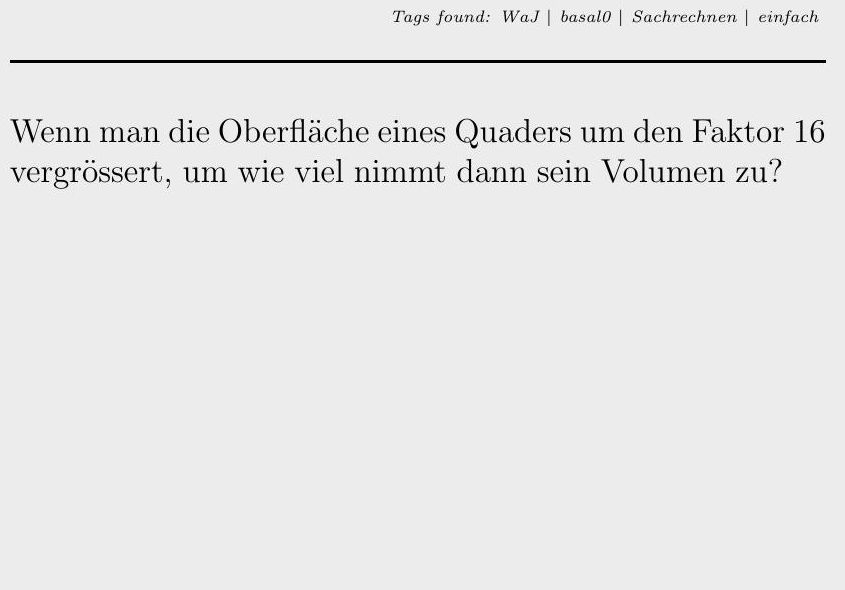 Tags found: WaJ | basal0 | Sachrechnen | einfach
Wenn man die Oberfläche eines Quaders um den Faktor 16
vergrössert, um wie viel nimmt dann sein Volumen zu?